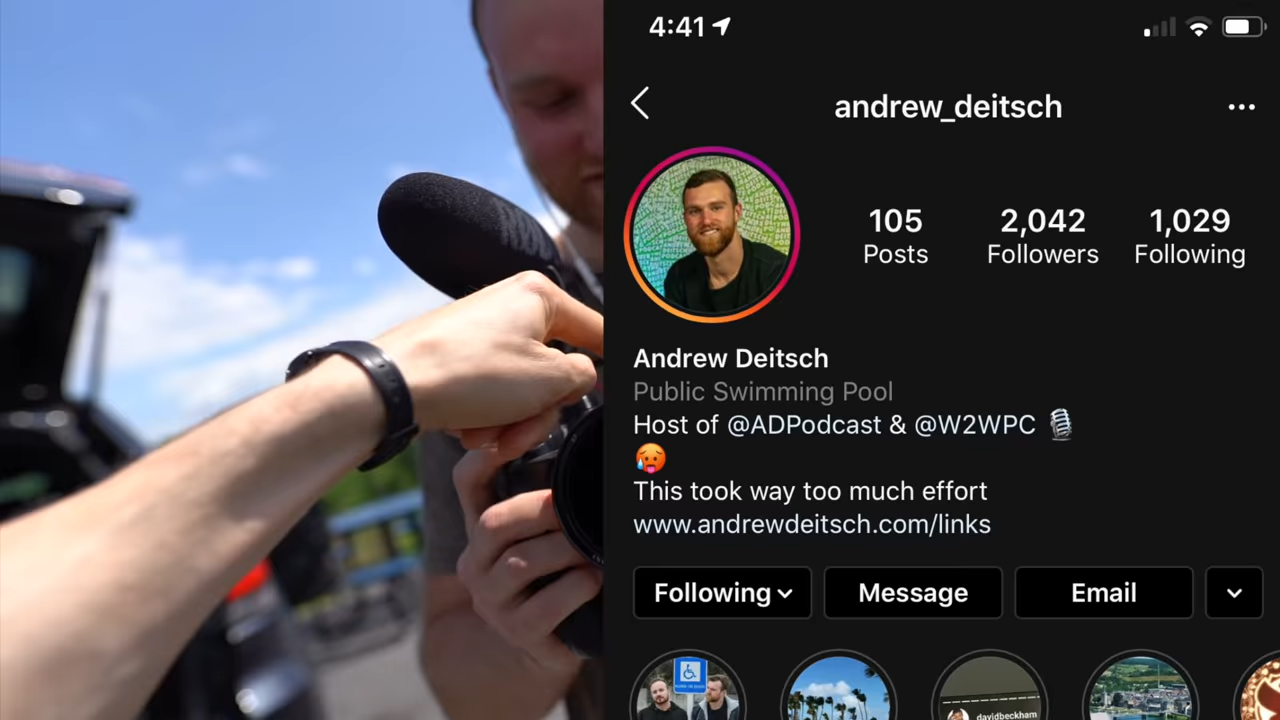 4:41
andrew_deitsch
105
Posts
2,042
Followers
1,029
Following
Andrew Deitsch
Public Swimming Pool
Host of @ADPodcast & @W2WPC 🎙️
🥵
This took way too much effort
www.andrewdeitsch.com/links
Following
Message
Email
davidbeckham